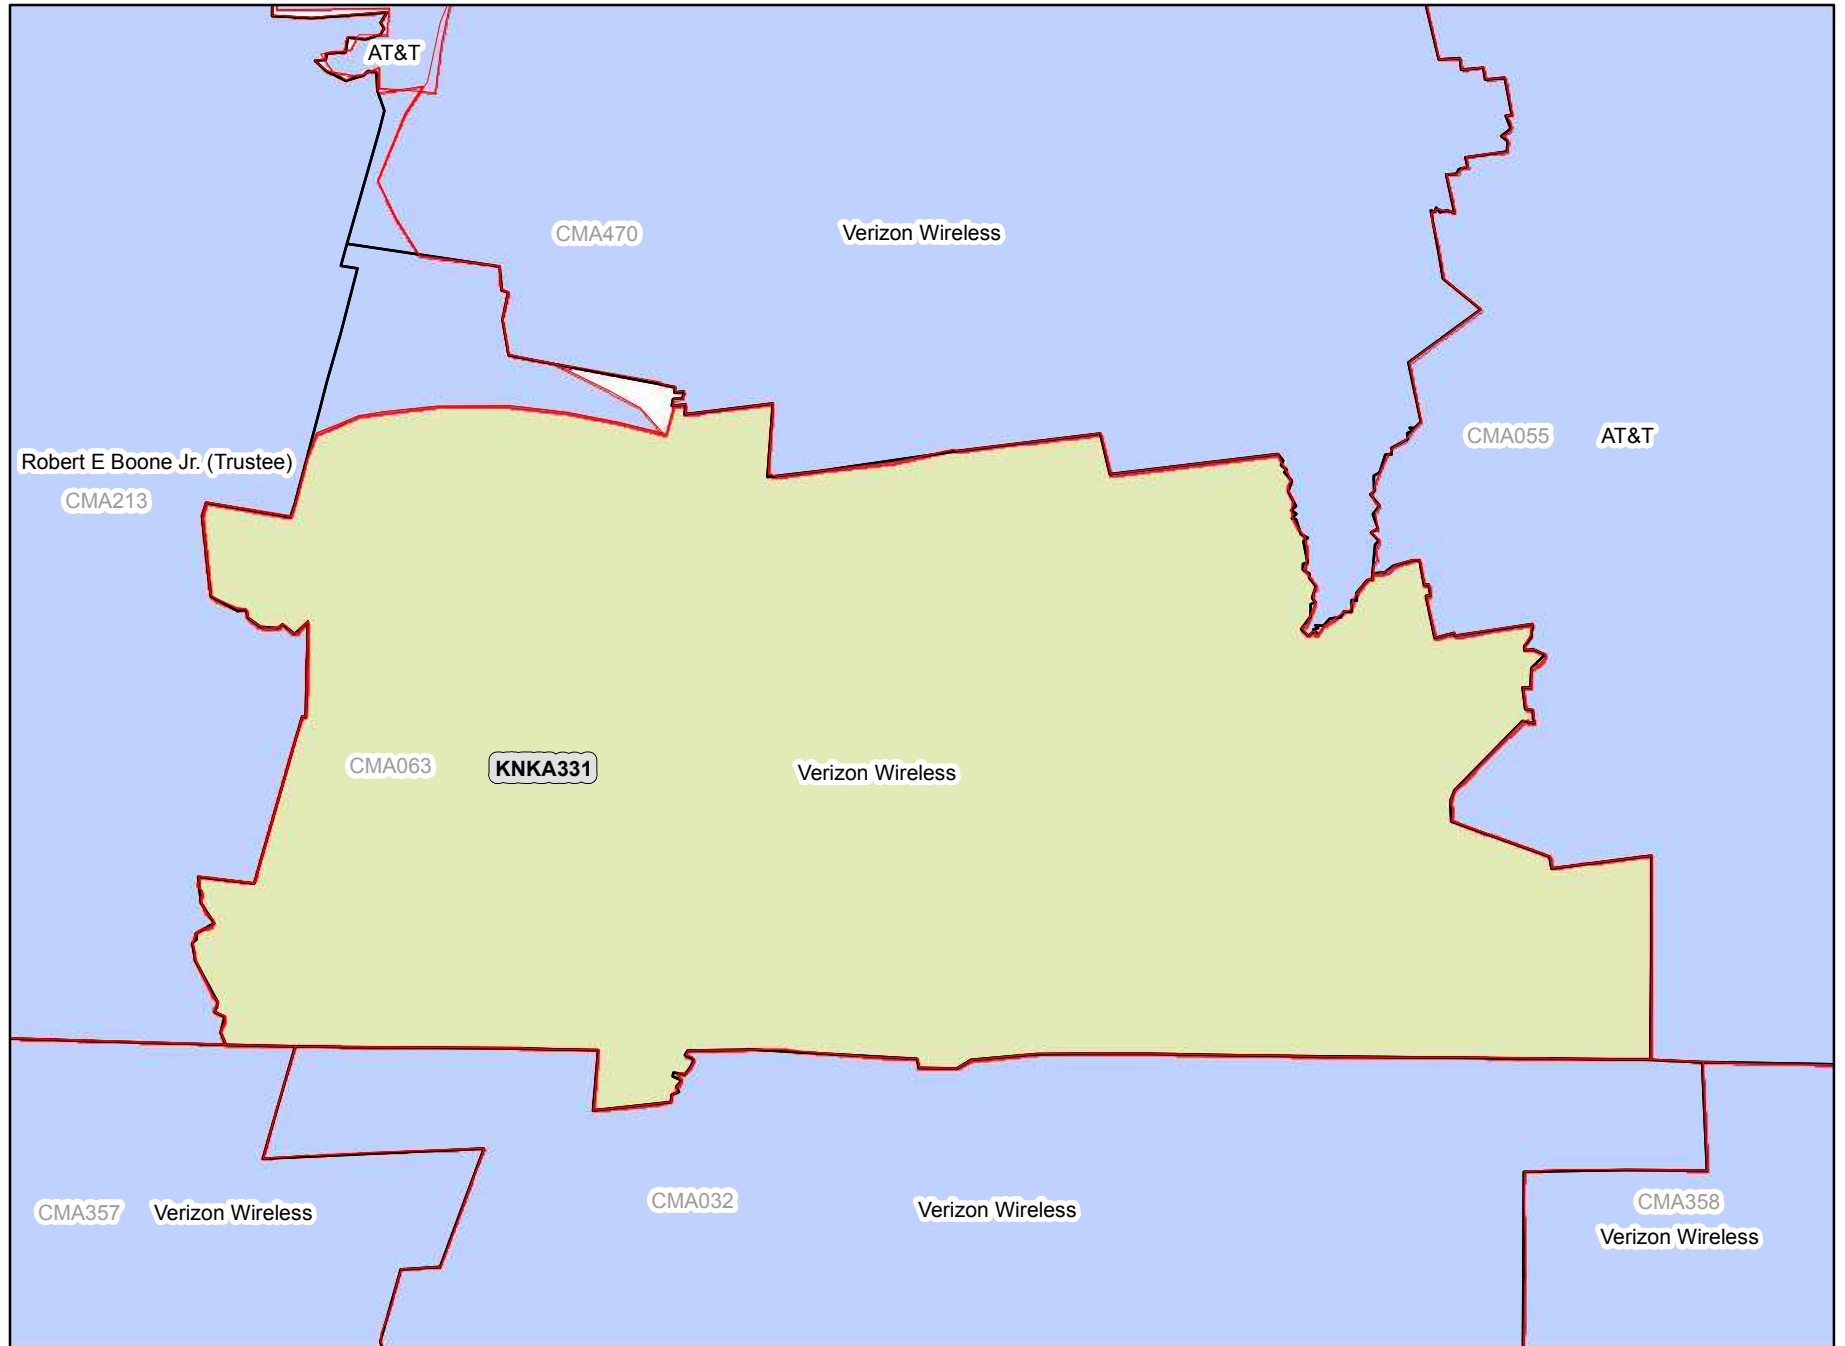 AT&T
CMA470
Verizon Wireless
CMA055
AT&T
Robert E Boone Jr. (Trustee)
CMA213
CMA063
KNKA331
Verizon Wireless
CMA357
Verizon Wireless
CMA032
Verizon Wireless
CMA358
Verizon Wireless